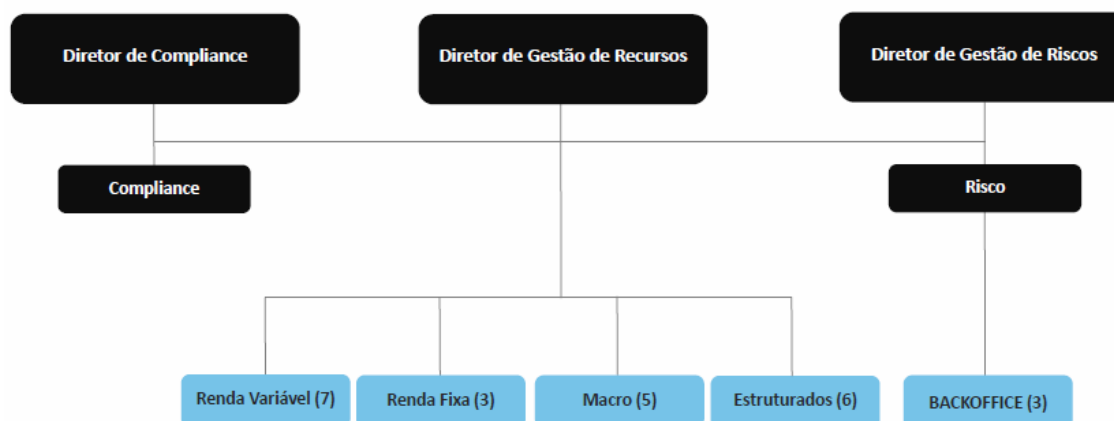 Diretor de Compliance
Diretor de Gestão de Recursos
Diretor de Gestão de Riscos
Compliance
Risco
Renda Variável (7)
Renda Fixa (3)
Macro (5)
Estruturados (6)
BACKOFFICE (3)